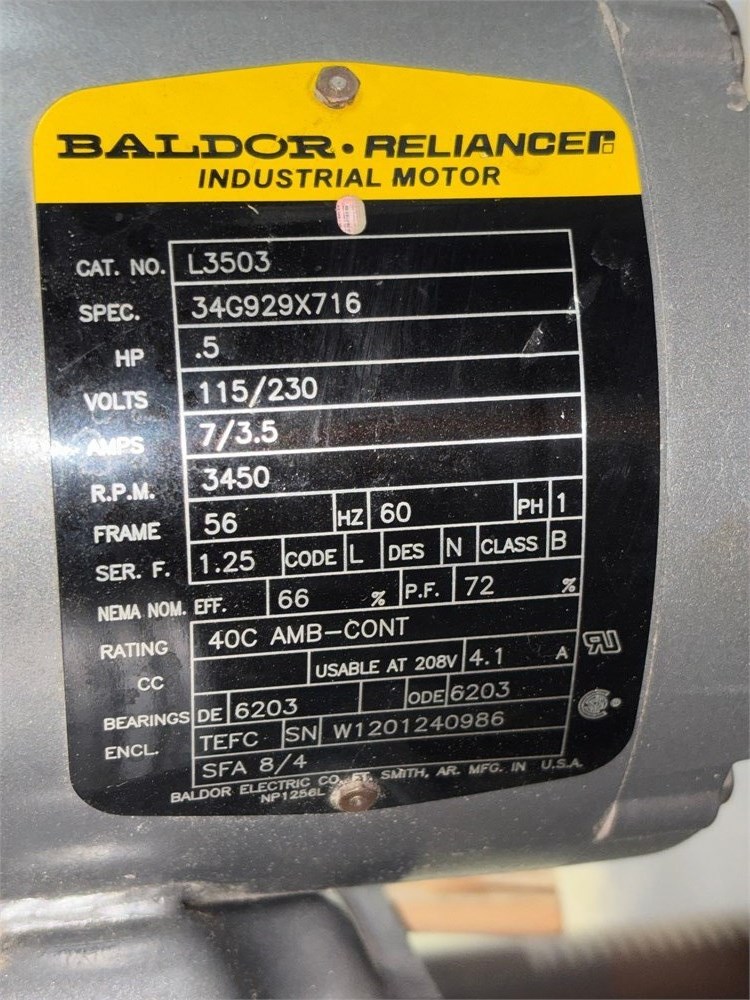 BALDOR • RELIANCE
INDUSTRIAL MOTOR
CAT. NO. L3503
SPEC. 34G929X716
HP .5
VOLTS 115/230
AMPS 7/3.5
R.P.M. 3450
FRAME 56 HZ 60 PH 1
SER. F. 1.25 CODE L DES N CLASS B
NEMA NOM. EFF. 66 % P.F. 72 %
RATING 40C AMB-CONT
CC USABLE AT 208V 4.1 A
BEARINGS DE 6203 ODE 6203
ENCL. TEFC SN W1201240986
SFA 8/4
BALDOR ELECTRIC CO. FT. SMITH, AR. MFG. IN U.S.A.
NP1256L